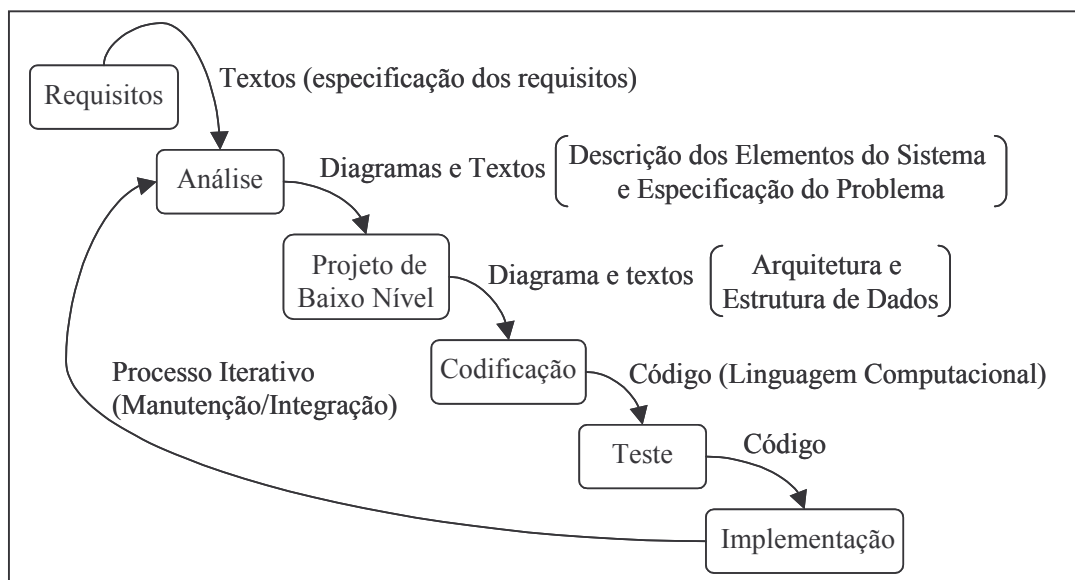 Requisitos
Textos (especificação dos requisitos)
Análise
Diagramas e Textos
Descrição dos Elementos do Sistema
e Especificação do Problema
Projeto de
Baixo Nível
Diagrama e textos
Arquitetura e
Estrutura de Dados
Codificação
Código (Linguagem Computacional)
Processo Iterativo
(Manutenção/Integração)
Teste
Código
Implementação